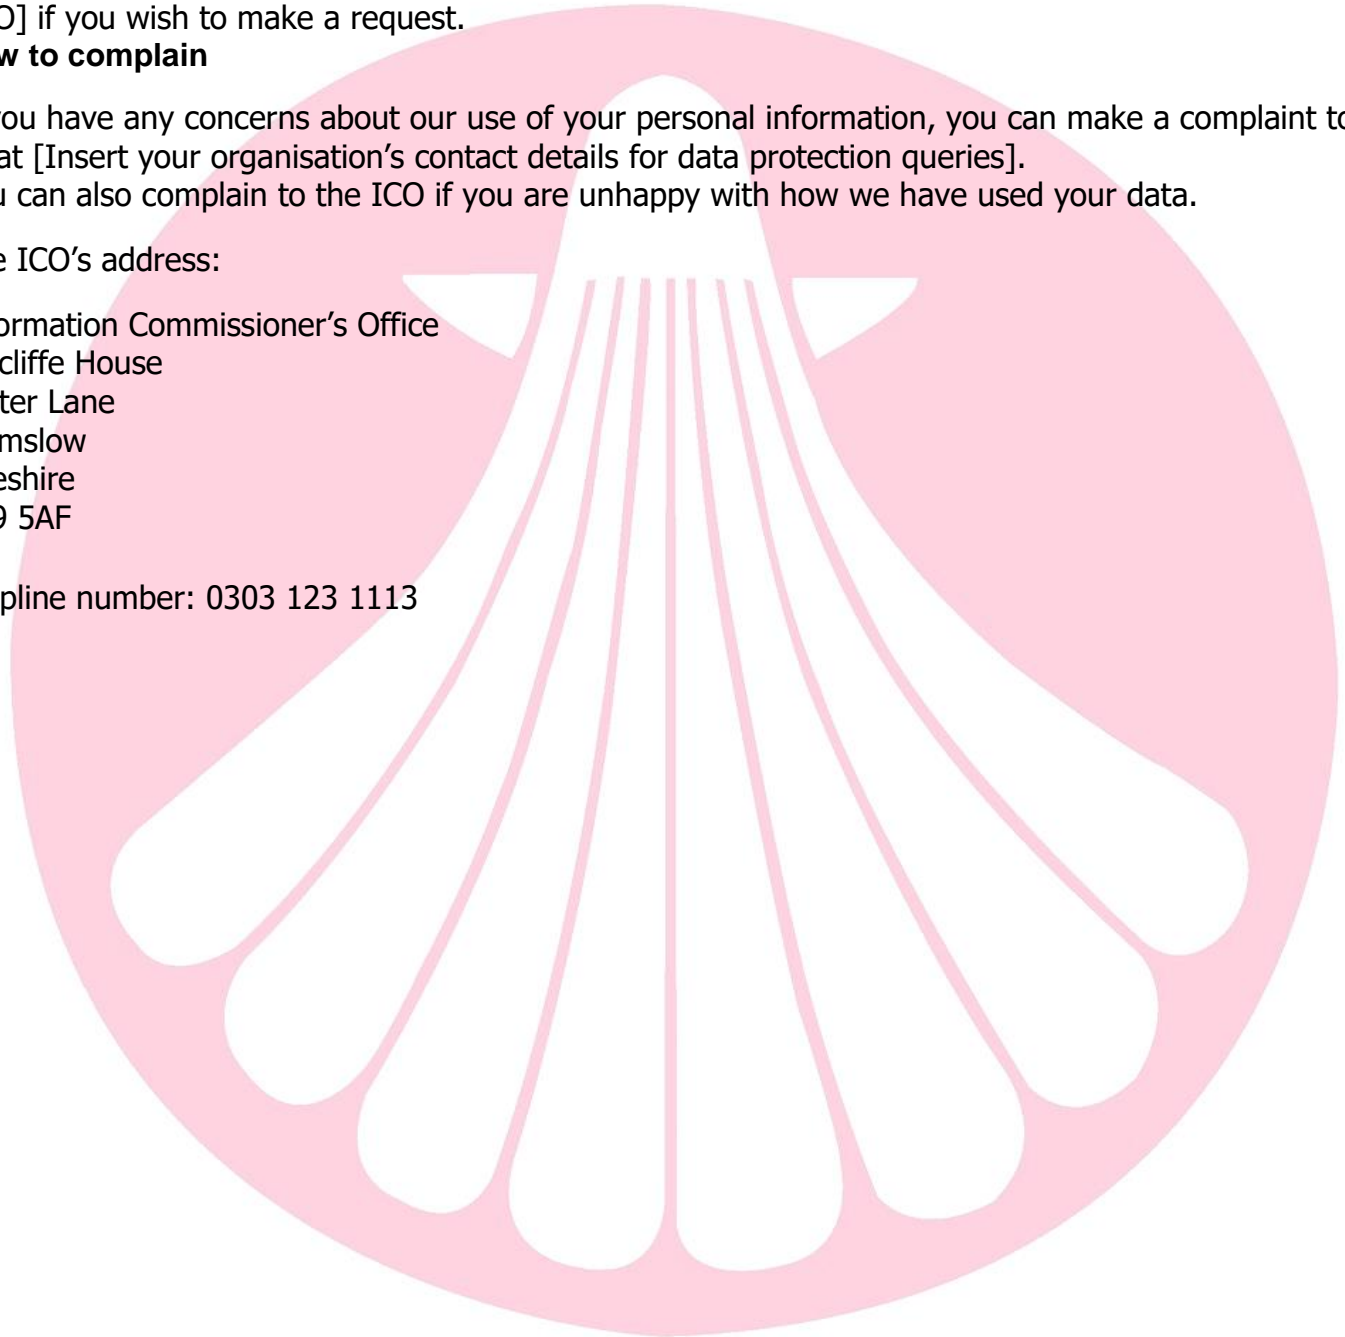 O] if you wish to make a request.
w to complain
you have any concerns about our use of your personal information, you can make a complaint to
at [Insert your organisation’s contact details for data protection queries].
u can also complain to the ICO if you are unhappy with how we have used your data.
e ICO’s address:
ormation Commissioner’s Office
cliffe House
ter Lane
mslow
eshire
9 5AF
pline number: 0303 123 1113